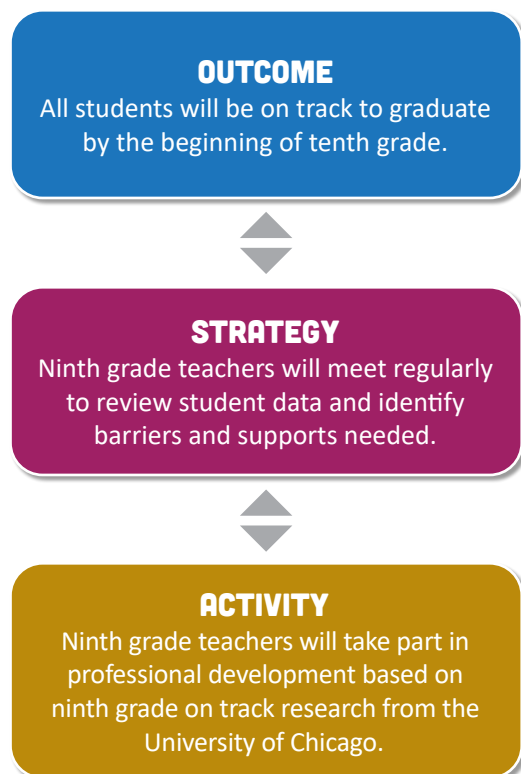 OUTCOME
All students will be on track to graduate
by the beginning of tenth grade.
STRATEGY
Ninth grade teachers will meet regularly
to review student data and identify
barriers and supports needed.
ACTIVITY
Ninth grade teachers will take part in
professional development based on
ninth grade on track research from the
University of Chicago.